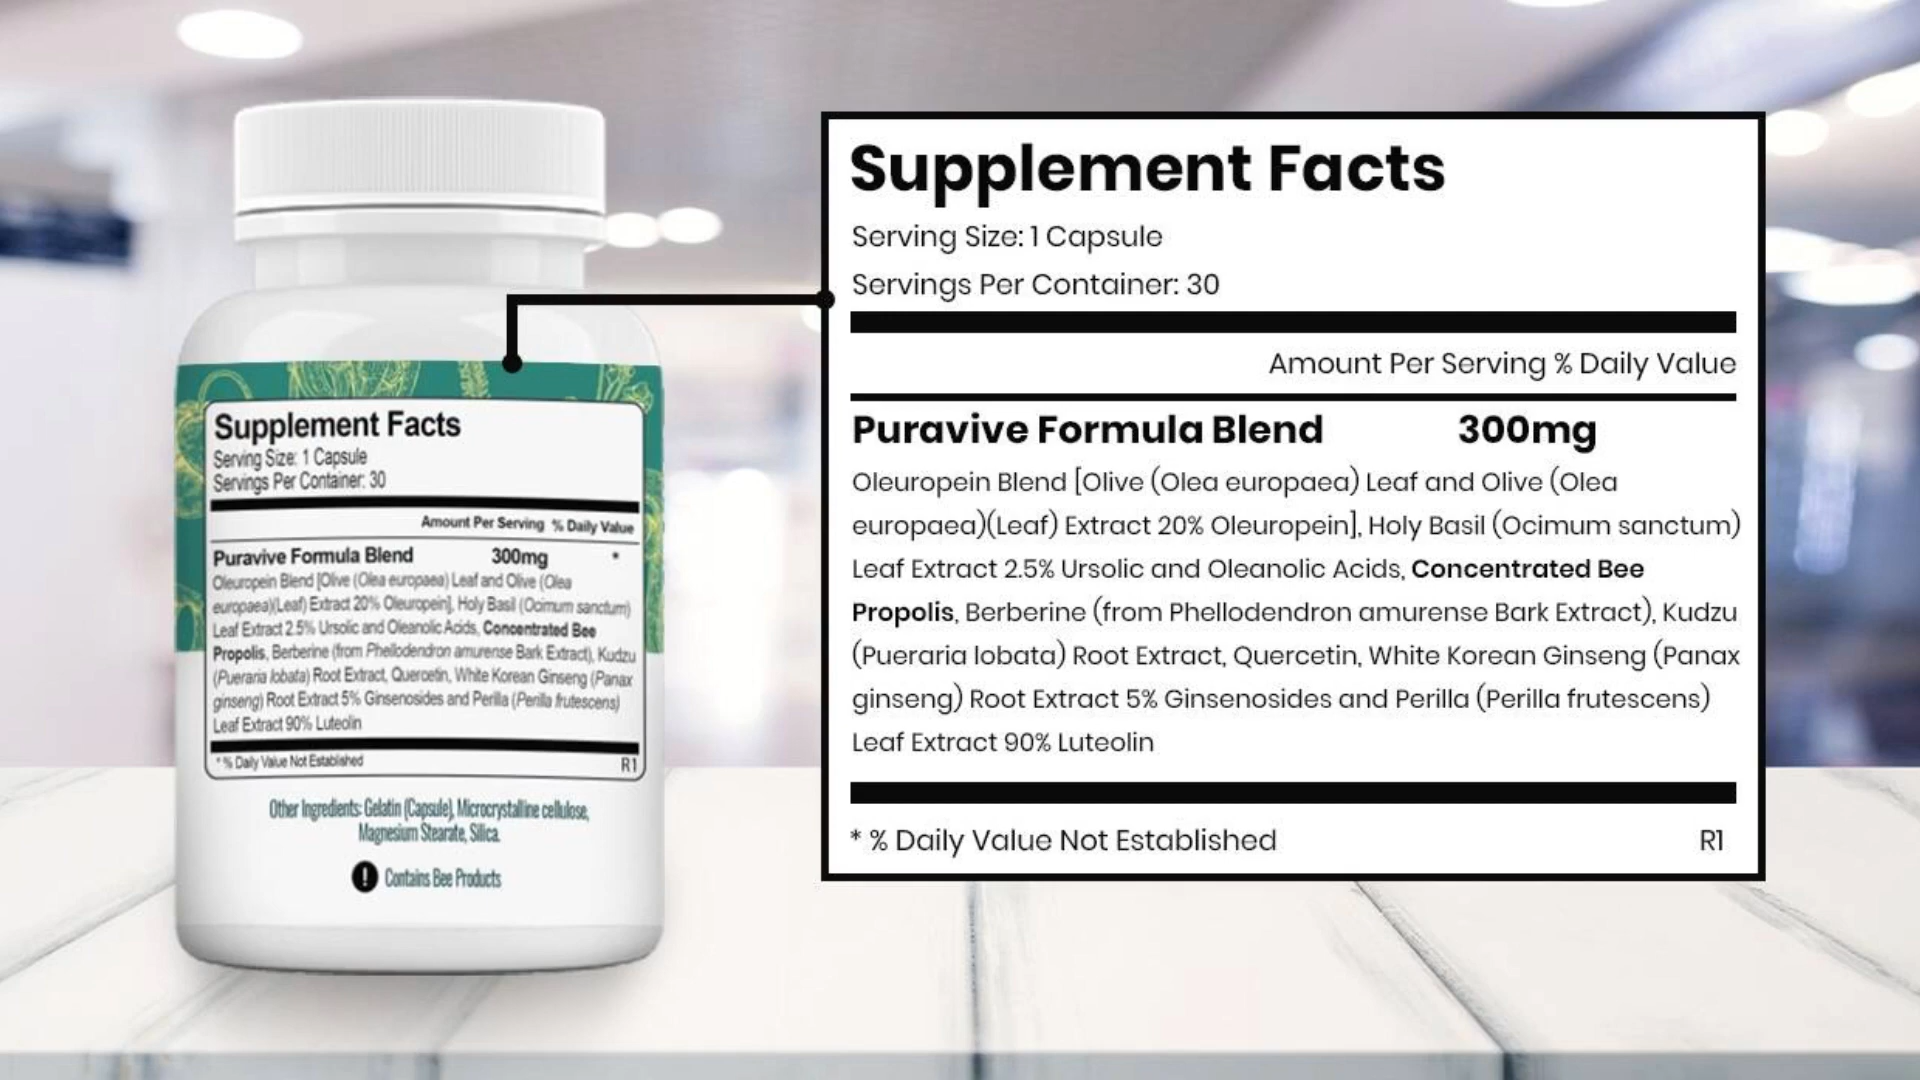 Supplement Facts
Serving Size: 1 Capsule
Servings Per Container: 30
Amount Per Serving % Daily Value
Puravive Formula Blend 300mg *
Oleuropein Blend [Olive (Olea europaea) Leaf and Olive (Olea
europaea)(Leaf) Extract 20% Oleuropein], Holy Basil (Ocimum sanctum)
Leaf Extract 2.5% Ursolic and Oleanolic Acids, Concentrated Bee
Propolis, Berberine (from Phellodendron amurense Bark Extract), Kudzu
(Pueraria lobata) Root Extract, Quercetin, White Korean Ginseng (Panax
ginseng) Root Extract 5% Ginsenosides and Perilla (Perilla frutescens)
Leaf Extract 90% Luteolin
* % Daily Value Not Established R1
Other Ingredients: Gelatin (Capsule), Microcrystalline cellulose,
Magnesium Stearate, Silica.
! Contains Bee Products
Supplement Facts
Serving Size: 1 Capsule
Servings Per Container: 30
Amount Per Serving % Daily Value
Puravive Formula Blend 300mg
Oleuropein Blend [Olive (Olea europaea) Leaf and Olive (Olea
europaea)(Leaf) Extract 20% Oleuropein], Holy Basil (Ocimum sanctum)
Leaf Extract 2.5% Ursolic and Oleanolic Acids, Concentrated Bee
Propolis, Berberine (from Phellodendron amurense Bark Extract), Kudzu
(Pueraria lobata) Root Extract, Quercetin, White Korean Ginseng (Panax
ginseng) Root Extract 5% Ginsenosides and Perilla (Perilla frutescens)
Leaf Extract 90% Luteolin
* % Daily Value Not Established R1